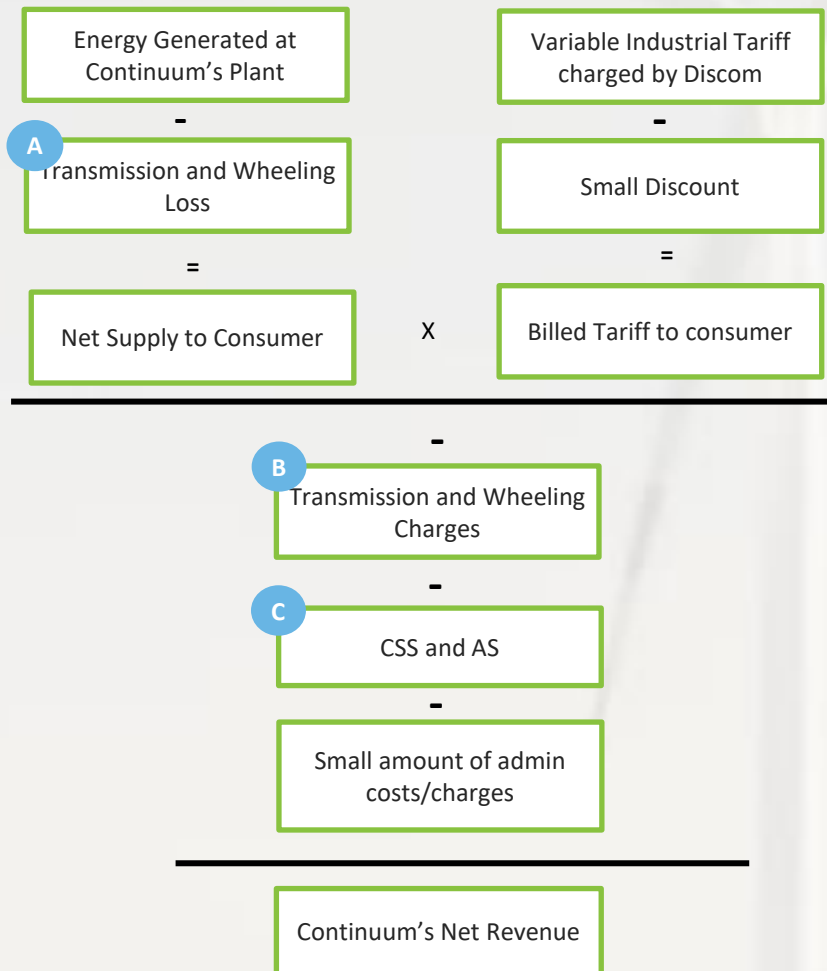 Energy Generated at
Continuum's Plant
Variable Industrial Tariff
charged by Discom
-
-
A
Transmission and Wheeling
Loss
Small Discount
=
=
Net Supply to Consumer
X
Billed Tariff to consumer
-
B
Transmission and Wheeling
Charges
-
C
CSS and AS
-
Small amount of admin
costs/charges
Continuum's Net Revenue